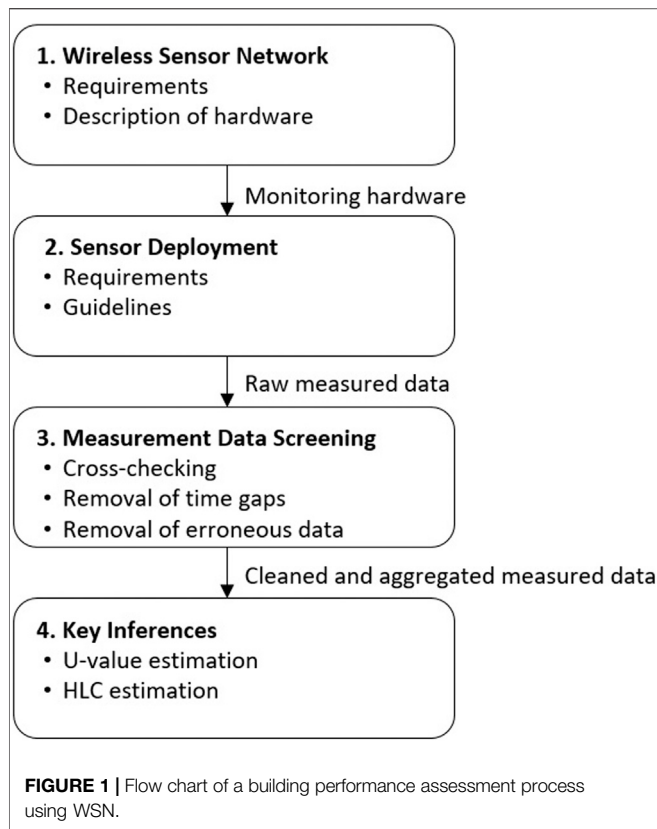 1. Wireless Sensor Network
• Requirements
• Description of hardware
Monitoring hardware
2. Sensor Deployment
• Requirements
• Guidelines
Raw measured data
3. Measurement Data Screening
• Cross-checking
• Removal of time gaps
• Removal of erroneous data
Cleaned and aggregated measured data
4. Key Inferences
• U-value estimation
• HLC estimation
FIGURE 1 | Flow chart of a building performance assessment process
using WSN.